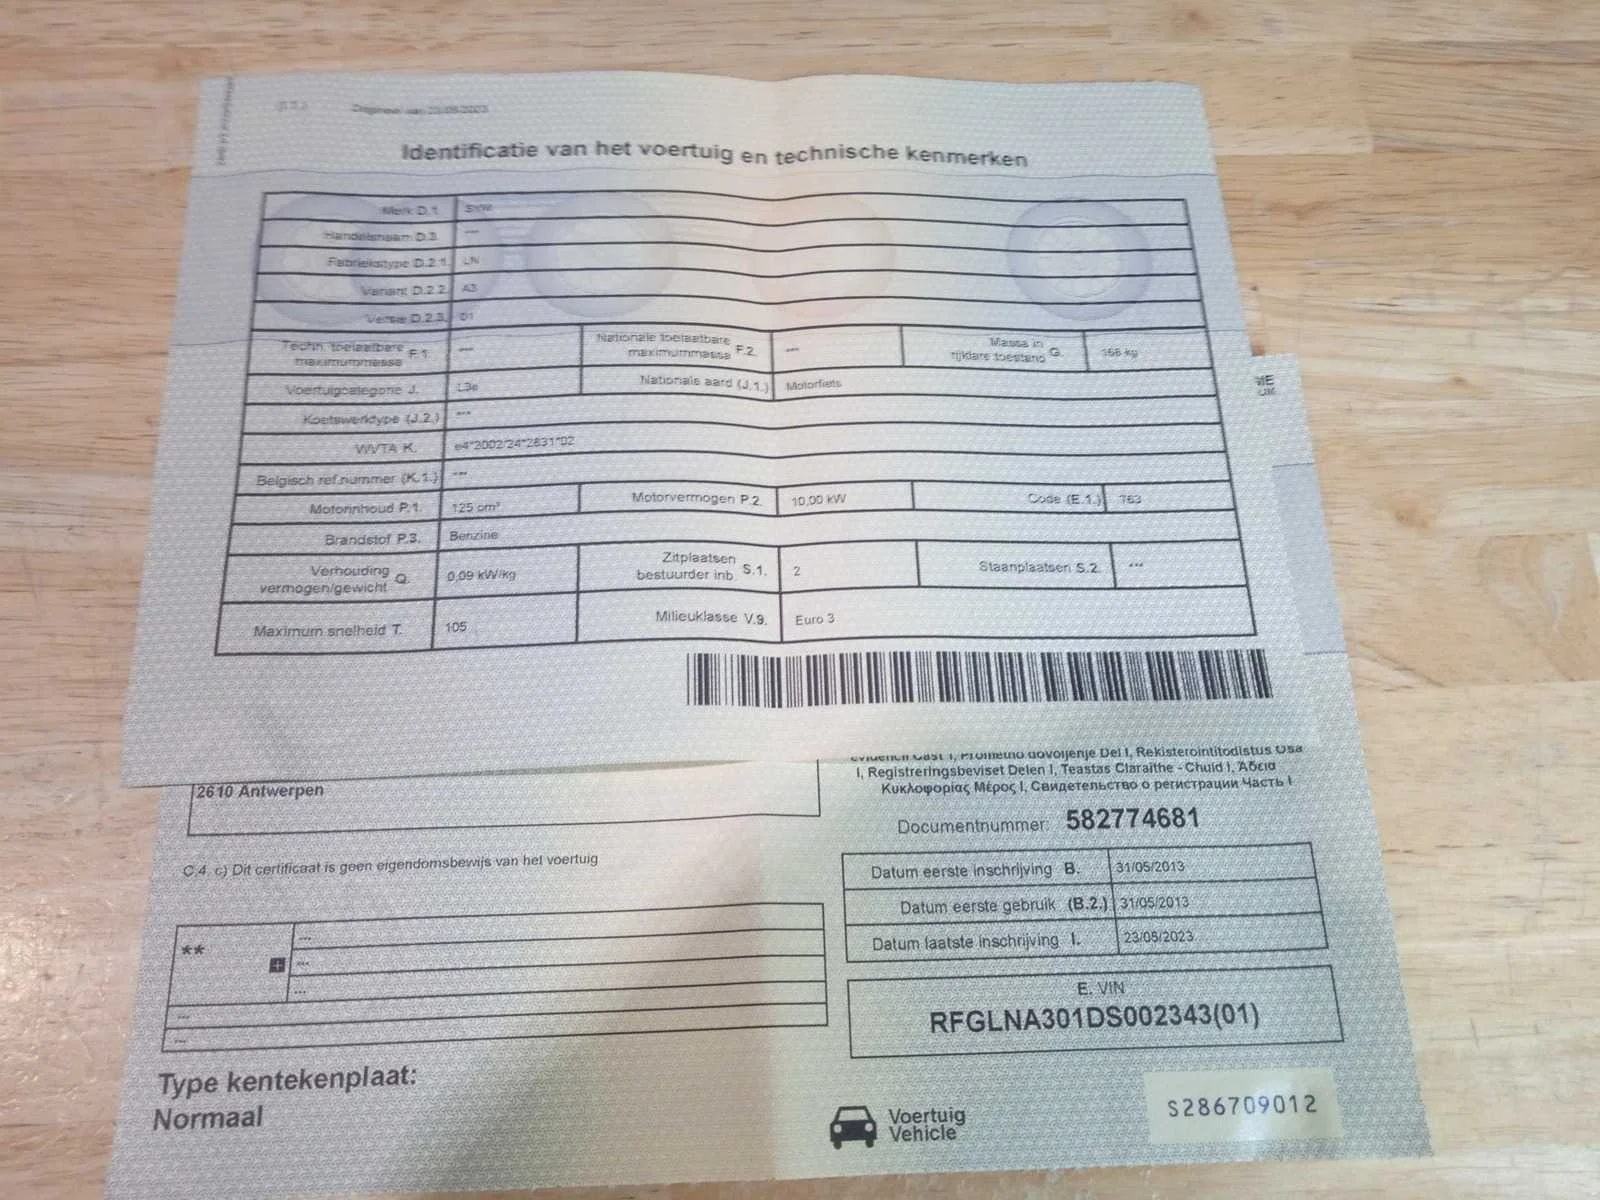 Identificatie van het voertuig en technische kenmerken
Merk D.1. SYM
Handelsnaam D.3. ---
Fabriekstype D.2.1. LN
Variant D.2.2. A3
Versie D.2.3. 01
Techn. toelaatbare maximummassa F.1. --- Nationale toelaatbare maximummassa F.2. --- Massa in rijklare toestand G. kg
Voertuigcategorie J. L3e Nationale aard (J.1.) Motorfiets
Koetswerktype (J.2.) ---
WVTA K. e4*2002/24*2631*02
Belgisch ref.nummer (K.1.) ---
Motorinhoud P.1. 125 cm³ Motorvermogen P.2. 10,00 kW Code (E.1.) 763
Brandstof P.3. Benzine
Verhouding vermogen/gewicht Q. 0,09 kW/kg Zitplaatsen bestuurder inb. S.1. 2 Staanplaatsen S.2. ---
Maximum snelheid T. 105 Milieuklasse V.9. Euro 3
I, Registreringsbeviset Delen I, Teastas Claraithe - Chuid I, Άδεια
Κυκλοφορίας Μέρος I, Свидетельство о регистрации Часть I
2610 Antwerpen
Documentnummer: 582774681
C.4. c) Dit certificaat is geen eigendomsbewijs van het voertuig
Datum eerste inschrijving B. 31/05/2013
Datum eerste gebruik (B.2.) 31/05/2013
Datum laatste inschrijving I. 23/05/2023
**
---
---
---
---
---
E. VIN
RFGLNA301DS002343(01)
Type kentekenplaat:
Normaal
Voertuig
Vehicle
S286709012